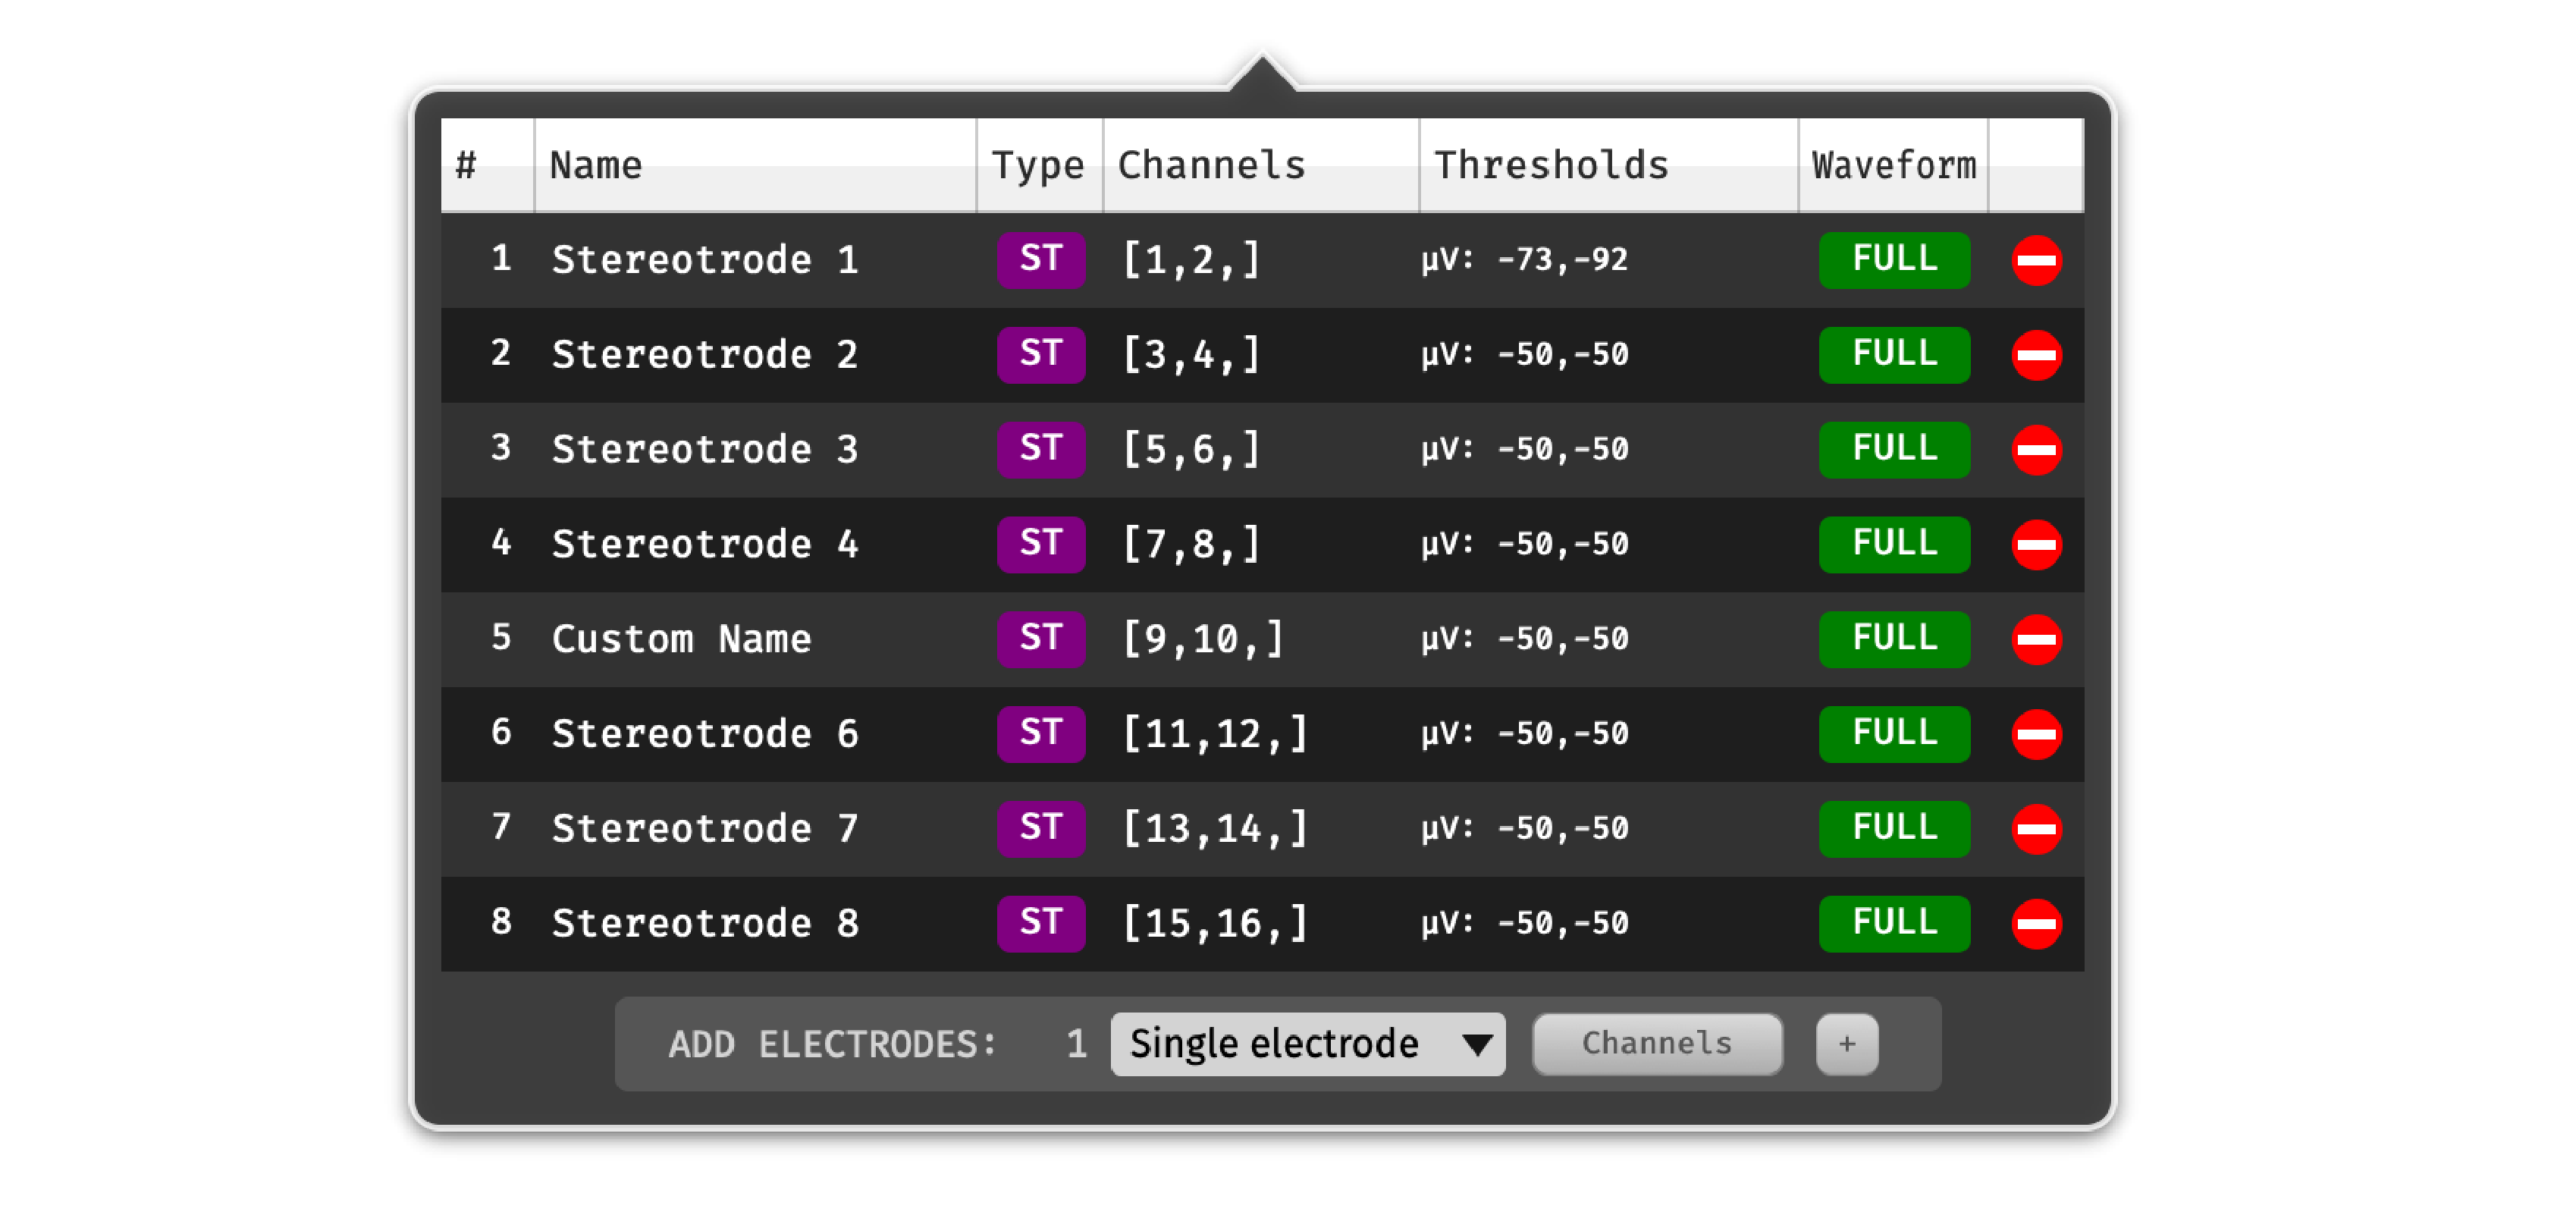 # Name Type Channels Thresholds Waveform
1 Stereotrode 1 ST [1,2,] µV: -73,-92 FULL
2 Stereotrode 2 ST [3,4,] µV: -50,-50 FULL
3 Stereotrode 3 ST [5,6,] µV: -50,-50 FULL
4 Stereotrode 4 ST [7,8,] µV: -50,-50 FULL
5 Custom Name ST [9,10,] µV: -50,-50 FULL
6 Stereotrode 6 ST [11,12,] µV: -50,-50 FULL
7 Stereotrode 7 ST [13,14,] µV: -50,-50 FULL
8 Stereotrode 8 ST [15,16,] µV: -50,-50 FULL
ADD ELECTRODES: 1 Single electrode Channels +